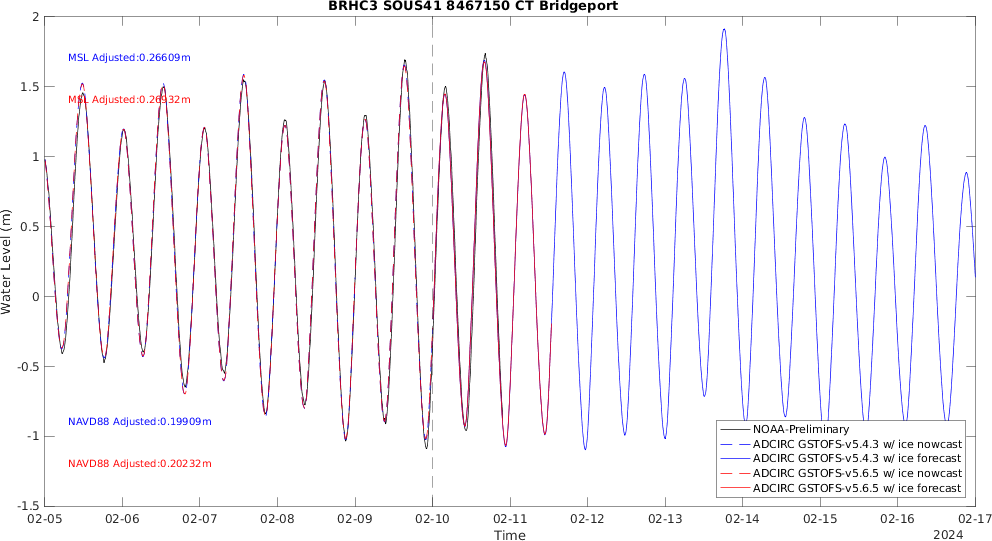 BRHC3 SOUS41 8467150 CT Bridgeport
2
1.5
1
0.5
0
-0.5
-1
-1.5
Water Level (m)
MSL Adjusted:0.26609m
MSL Adjusted:0.26932m
NAVD88 Adjusted:0.19909m
NAVD88 Adjusted:0.20232m
NOAA-Preliminary
ADCIRC GSTOFS-v5.4.3 w/ ice nowcast
ADCIRC GSTOFS-v5.4.3 w/ ice forecast
ADCIRC GSTOFS-v5.6.5 w/ ice nowcast
ADCIRC GSTOFS-v5.6.5 w/ ice forecast
02-05 02-06 02-07 02-08 02-09 02-10 02-11 02-12 02-13 02-14 02-15 02-16 02-17
Time
2024